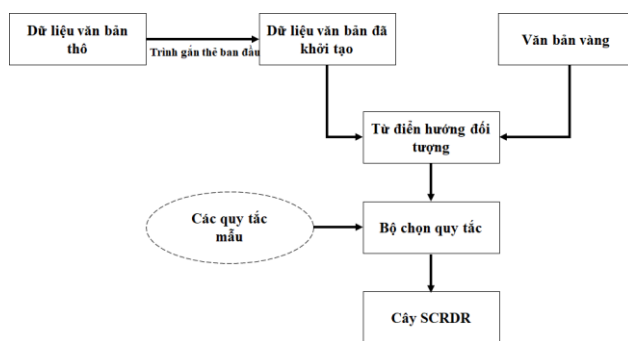 Dữ liệu văn bản
thô
Trình gắn thẻ ban đầu
Dữ liệu văn bản đã
khởi tạo
Văn bản vàng
Từ điển hướng đối
tượng
Các quy tắc
mẫu
Bộ chọn quy tắc
Cây SCRDR